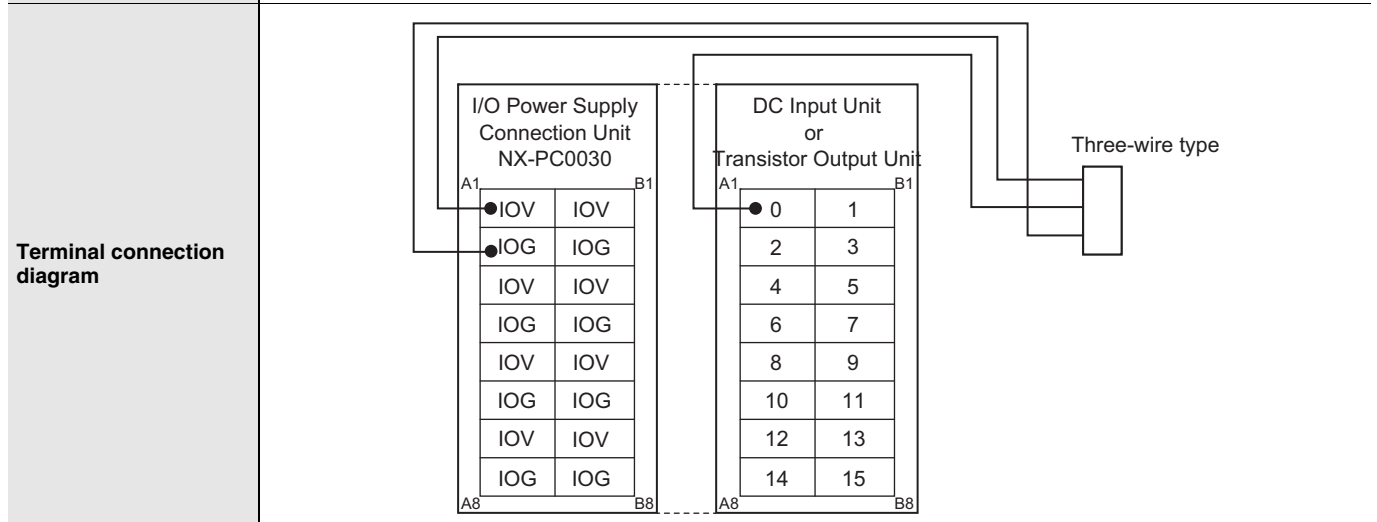 Terminal connection
diagram
I/O Power Supply
Connection Unit
NX-PC0030
A1 B1
IOV IOV
IOG IOG
IOV IOV
IOG IOG
IOV IOV
IOG IOG
IOV IOV
IOG IOG
A8 B8
DC Input Unit
or
Transistor Output Unit
A1 B1
0 1
2 3
4 5
6 7
8 9
10 11
12 13
14 15
A8 B8
Three-wire type